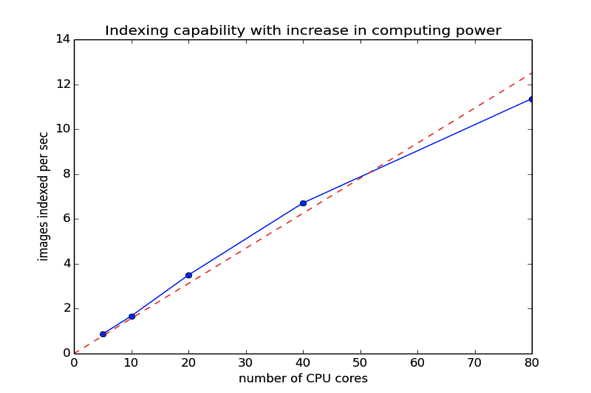 Indexing capability with increase in computing power
14
12
10
8
6
4
2
0
images indexed per sec
0 10 20 30 40 50 60 70 80
number of CPU cores